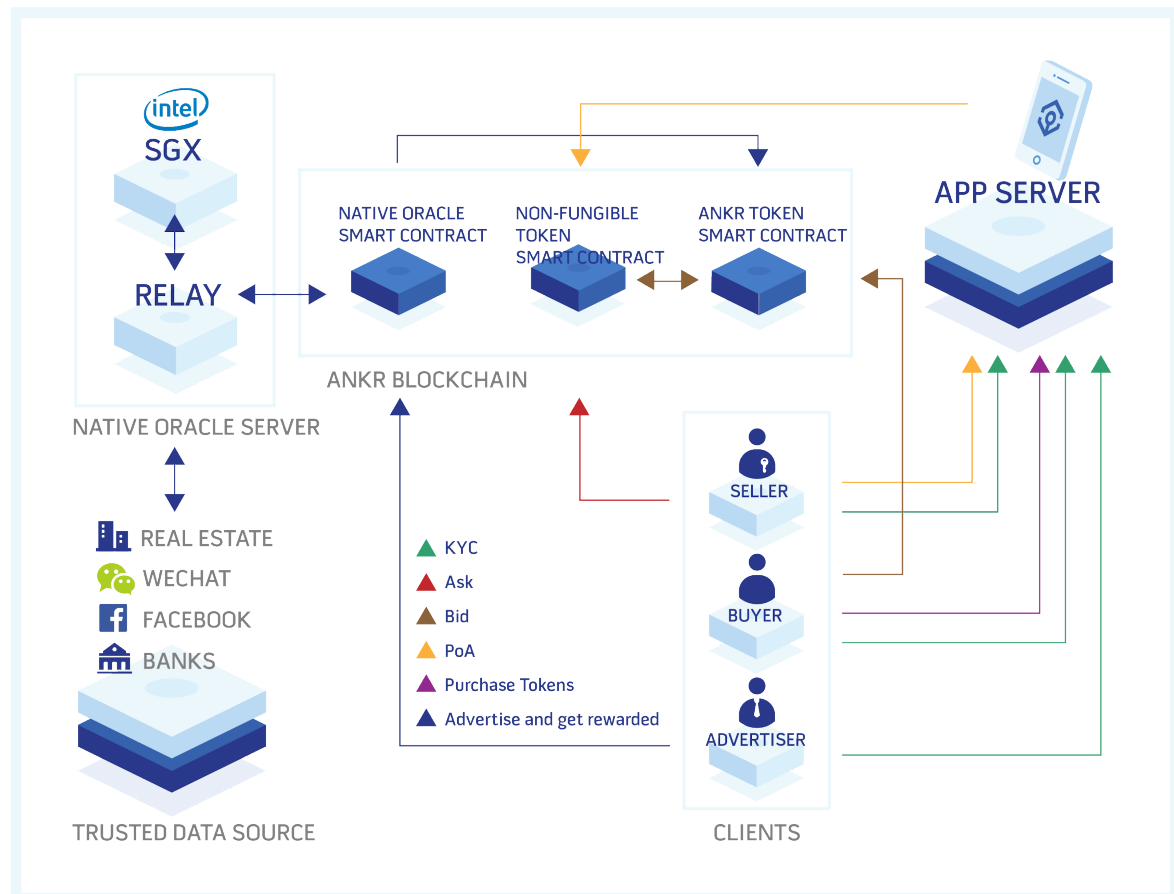 intel
SGX
RELAY
NATIVE ORACLE SERVER
NATIVE ORACLE
SMART CONTRACT
NON-FUNGIBLE
TOKEN
SMART CONTRACT
ANKR TOKEN
SMART CONTRACT
ANKR BLOCKCHAIN
APP SERVER
REAL ESTATE
WECHAT
FACEBOOK
BANKS
TRUSTED DATA SOURCE
KYC
Ask
Bid
PoA
Purchase Tokens
Advertise and get rewarded
SELLER
BUYER
ADVERTISER
CLIENTS